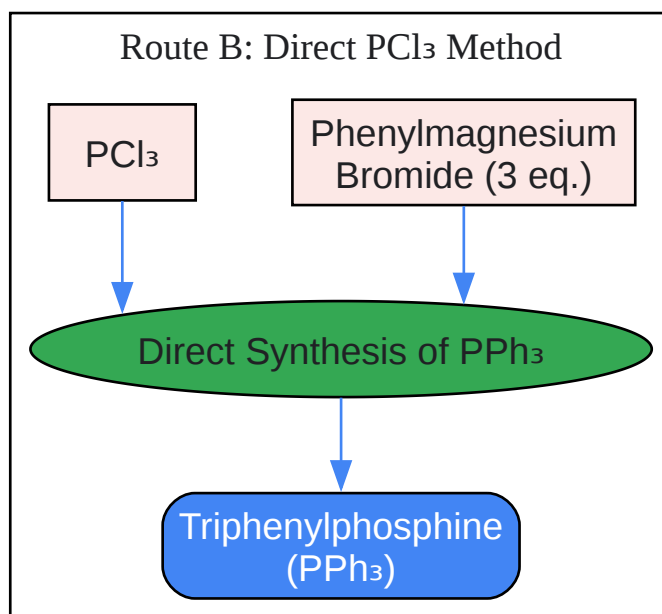 Route B: Direct PCl₃ Method
PCl₃
Phenylmagnesium
Bromide (3 eq.)
Direct Synthesis of PPh₃
Triphenylphosphine
(PPh₃)